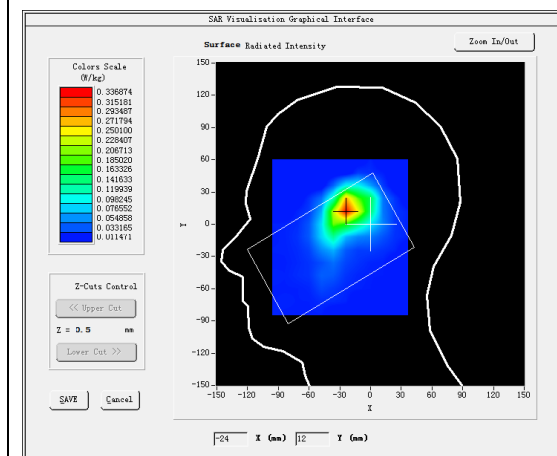 SAR Visualisation Graphical Interface
Surface Radiated Intensity
Zoom In/Out
Colors Scale
(W/kg)
0.336874
0.315181
0.293487
0.271794
0.250100
0.228407
0.206713
0.185020
0.163326
0.141633
0.119939
0.098245
0.076552
0.054858
0.033165
0.011471
Z-Cuts Control
<< Upper Cut
Z = 0.5 mm
Lower Cut >>
SAVE
Cancel
150
120
90
60
30
0
-30
-60
-90
-120
-150
Y
-150 -120 -90 -60 -30 0 30 60 90 120 150
X
-24 X (mm) 12 Y (mm)